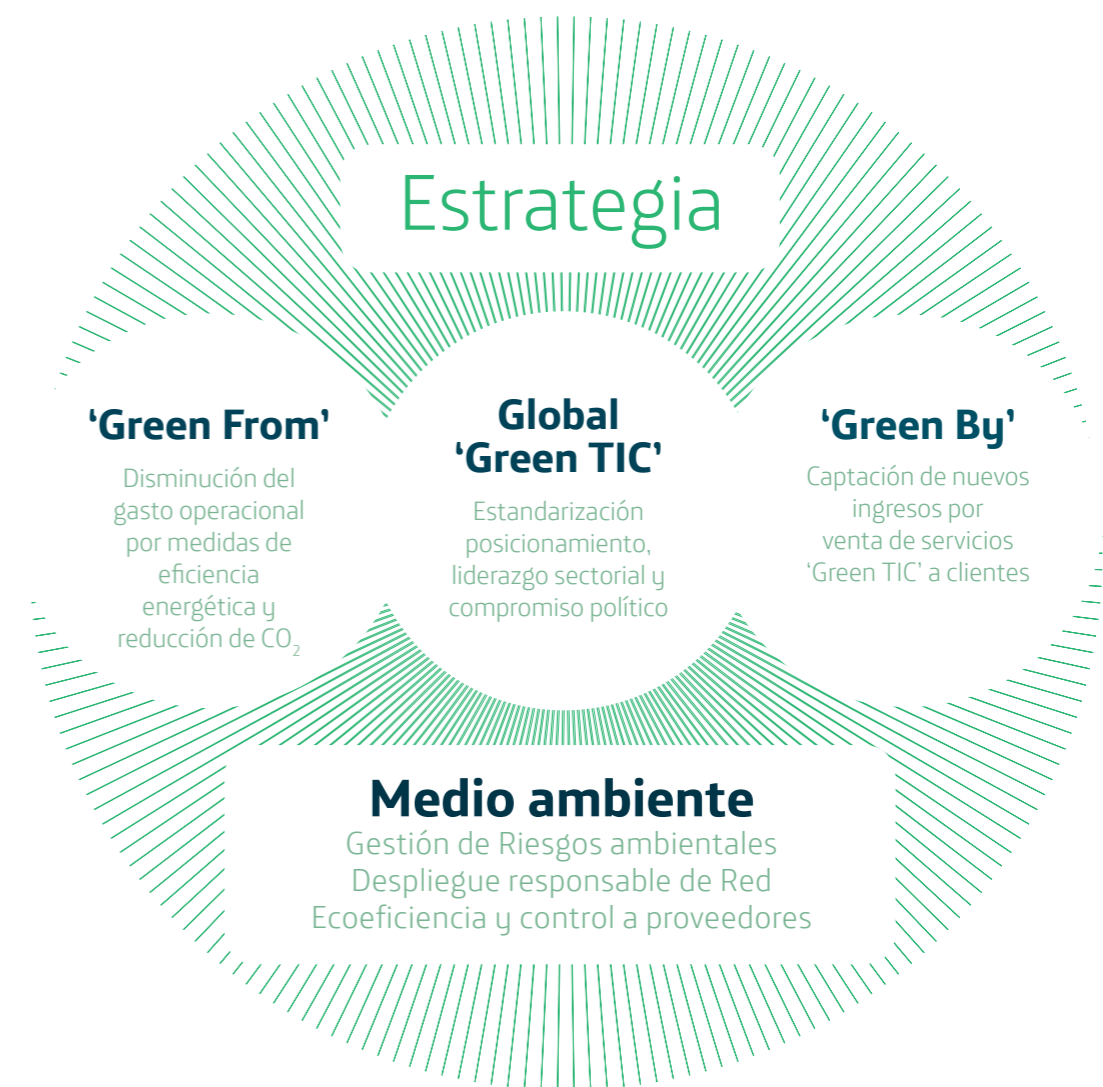 Estrategia
‘Green From’
Disminución del
gasto operacional
por medidas de
eficiencia
energética y
reducción de CO₂
Global
‘Green TIC’
Estandarización
posicionamiento,
liderazgo sectorial y
compromiso político
‘Green By’
Captación de nuevos
ingresos por
venta de servicios
‘Green TIC’ a clientes
Medio ambiente
Gestión de Riesgos ambientales
Despliegue responsable de Red
Ecoeficiencia y control a proveedores